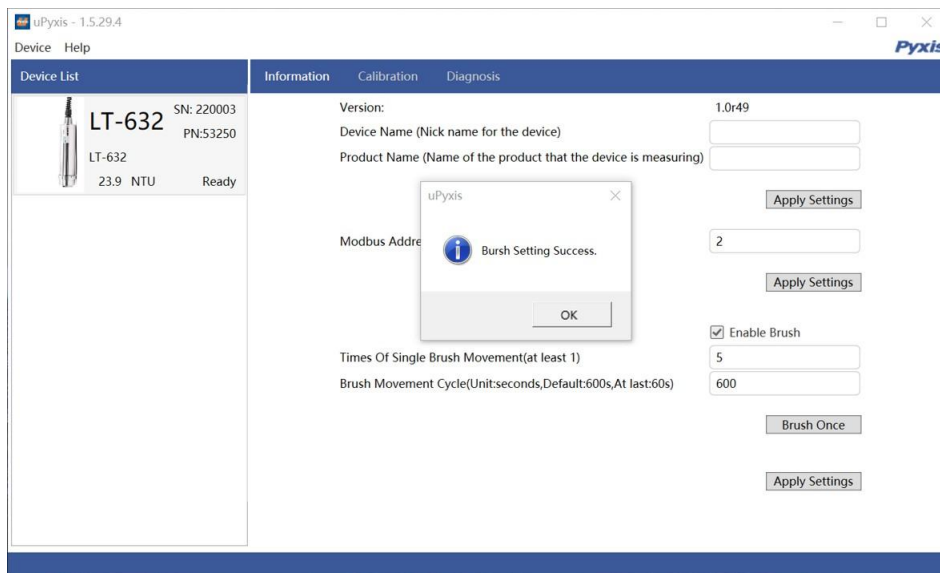 uPyxis - 1.5.29.4
Device Help
Pyxis
Device List
Information Calibration Diagnosis
LT-632
SN: 220003
PN:53250
LT-632
23.9 NTU Ready
Version: 1.0r49
Device Name (Nick name for the device)
Product Name (Name of the product that the device is measuring)
Apply Settings
uPyxis
Bursh Setting Success.
OK
Modbus Addre
2
Apply Settings
Enable Brush
Times Of Single Brush Movement(at least 1) 5
Brush Movement Cycle(Unit:seconds,Default:600s,At last:60s) 600
Brush Once
Apply Settings